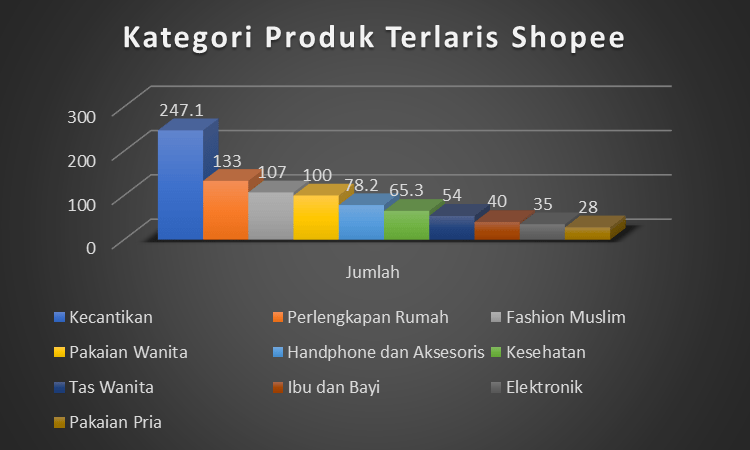 Kategori Produk Terlaris Shopee
300
200
100
0
247.1
133
107
100
78.2
65.3
54
40
35
28
Jumlah
Kecantikan
Perlengkapan Rumah
Fashion Muslim
Pakaian Wanita
Handphone dan Aksesoris
Kesehatan
Tas Wanita
Ibu dan Bayi
Elektronik
Pakaian Pria